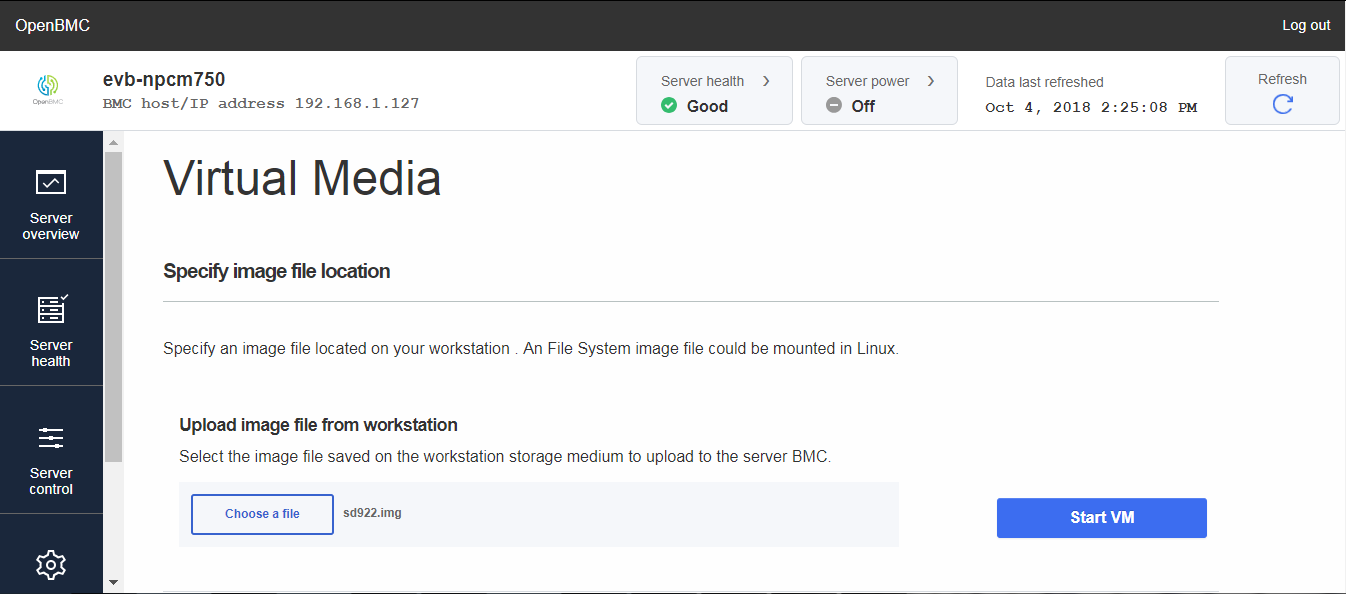 OpenBMC
Log out
OpenBMC
evb-npcm750
BMC host/IP address 192.168.1.127
Server health
Good
Server power
Off
Data last refreshed
Oct 4, 2018 2:25:08 PM
Refresh
Server
overview
Server
health
Server
control
Virtual Media
Specify image file location
Specify an image file located on your workstation . An File System image file could be mounted in Linux.
Upload image file from workstation
Select the image file saved on the workstation storage medium to upload to the server BMC.
Choose a file
sd922.img
Start VM